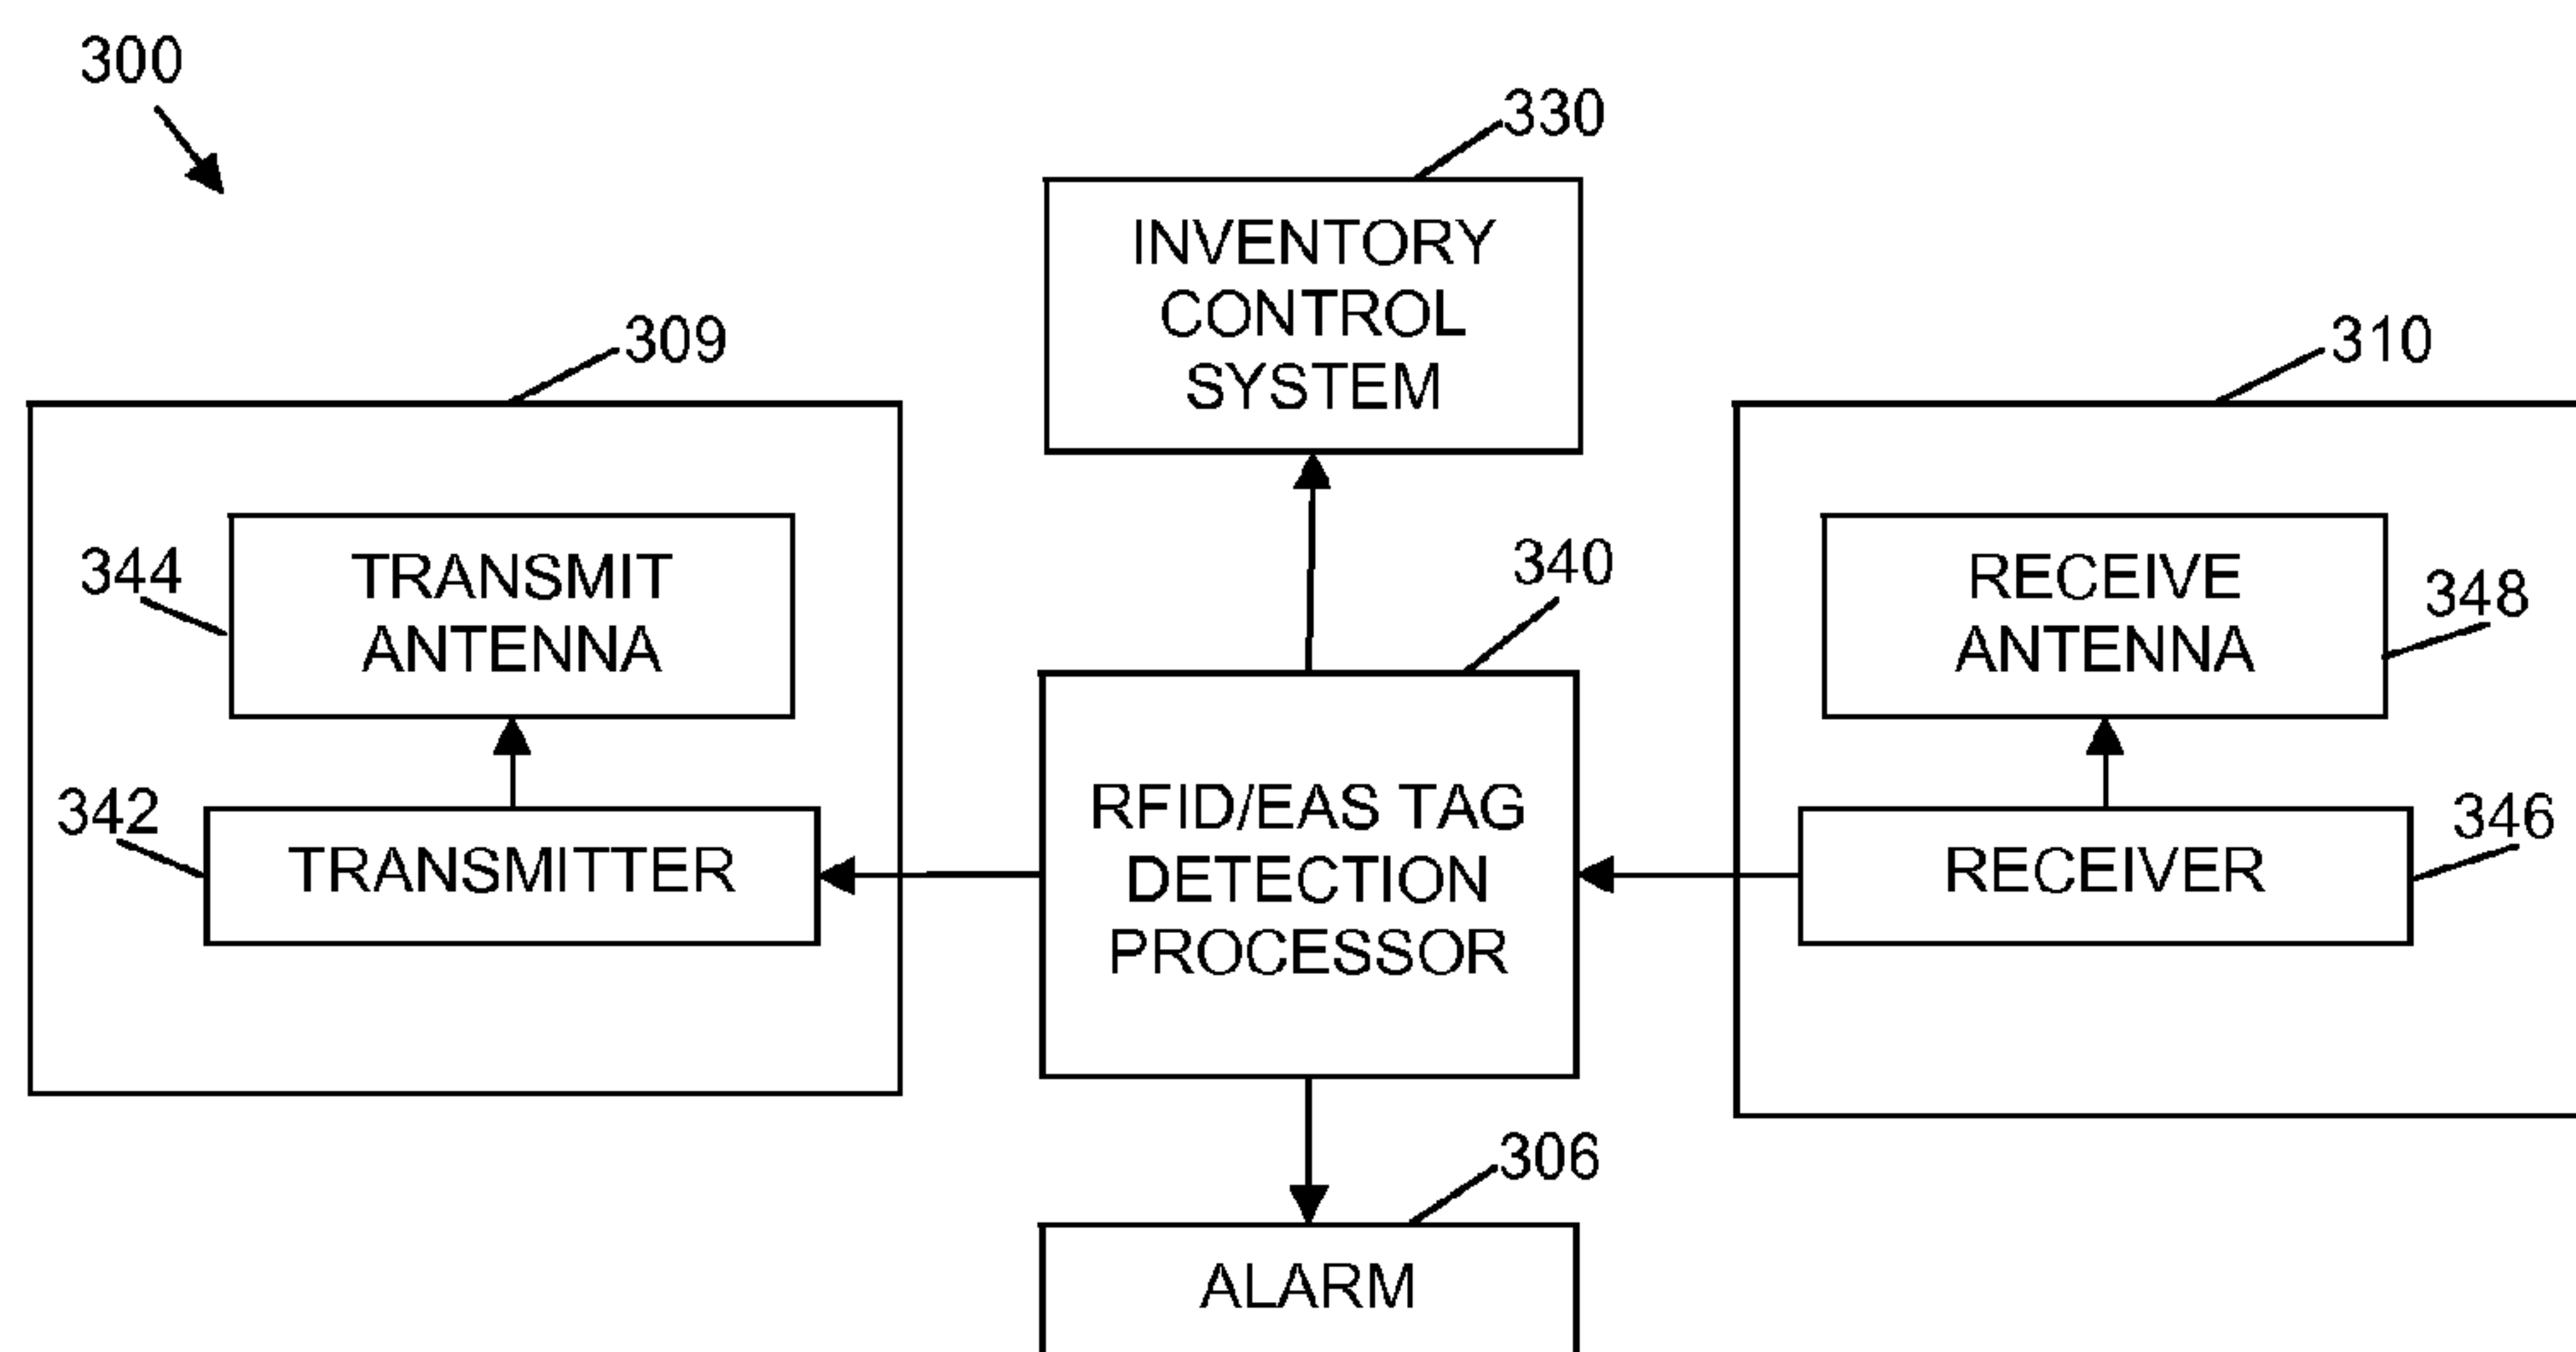 300
330
INVENTORY
CONTROL
SYSTEM
309
310
344
TRANSMIT
ANTENNA
340
RECEIVE
ANTENNA
348
342
TRANSMITTER
RFID/EAS TAG
DETECTION
PROCESSOR
RECEIVER
346
306
ALARM